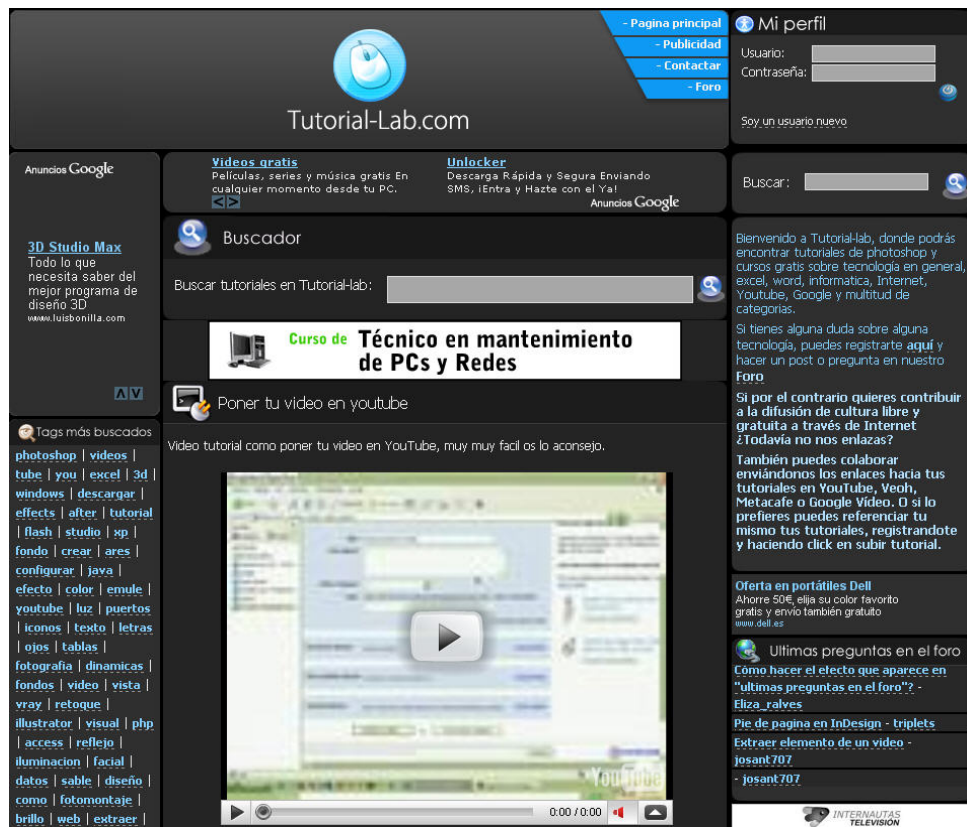 - Pagina principal
- Publicidad
- Contactar
- Foro
Tutorial-Lab.com
Mi perfil
Usuario:
Contraseña:
Soy un usuario nuevo
Anuncios Google
3D Studio Max
Todo lo que
necesita saber del
mejor programa de
diseño 3D
www.luisbonilla.com
Videos gratis
Películas, series y música gratis En
cualquier momento desde tu PC.
Unlocker
Descarga Rápida y Segura Enviando
SMS, ¡Entra y Hazte con el Ya!
Anuncios Google
Buscar:
Buscador
Buscar tutoriales en Tutorial-lab:
Curso de Técnico en mantenimiento
de PCs y Redes
Poner tu video en youtube
Video tutorial como poner tu video en YouTube, muy muy facil os lo aconsejo.
YouTube
0:00 / 0:00
Tags más buscados
photoshop | videos |
tube | you | excel | 3d |
windows | descargar |
effects | after | tutorial
| flash | studio | xp |
fondo | crear | ares |
configurar | java |
efecto | color | emule |
youtube | luz | puertos
| iconos | texto | letras
| ojos | tablas |
fotografia | dinamicas |
fondos | video | vista |
vray | retoque |
illustrator | visual | php
| access | reflejo |
iluminacion | facial |
datos | sable | diseño |
como | fotomontaje |
brillo | web | extraer |
Bienvenido a Tutorial-lab, donde podrás
encontrar tutoriales de photoshop y
cursos gratis sobre tecnología en general,
excel, word, informatica, Internet,
Youtube, Google y multitud de
categorias.
Si tienes alguna duda sobre alguna
tecnología, puedes registrarte aquí y
hacer un post o pregunta en nuestro
Foro
Si por el contrario quieres contribuir
a la difusión de cultura libre y
gratuita a través de Internet
¿Todavía no nos enlazas?
También puedes colaborar
enviándonos los enlaces hacia tus
tutoriales en YouTube, Veoh,
Metacafe o Google Vídeo. O si lo
prefieres puedes referenciar tu
mismo tus tutoriales, registrandote
y haciendo click en subir tutorial.
Oferta en portátiles Dell
Ahorre 50€, elija su color favorito
gratis y envío también gratuito
www.dell.es
Ultimas preguntas en el foro
Cómo hacer el efecto que aparece en
"ultimas preguntas en el foro"? -
Eliza_ralves
Pie de pagina en InDesign - triplets
Extraer elemento de un video -
josant707
- josant707
INTERNAUTAS
TELEVISIÓN